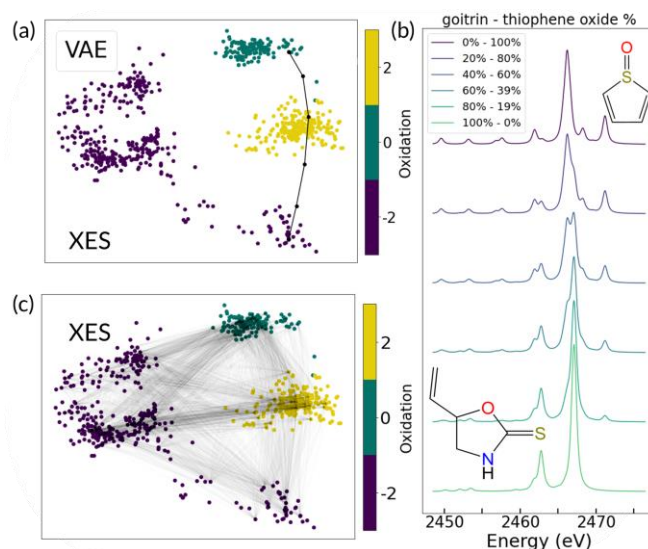 (a)
VAE
XES
2
0
-2
Oxidation
(b)
goitrin - thiophene oxide %
0% - 100%
20% - 80%
40% - 60%
60% - 39%
80% - 19%
100% - 0%
O
S
O
S
N
H
2450
2460
2470
Energy (eV)
(c)
XES
2
0
-2
Oxidation